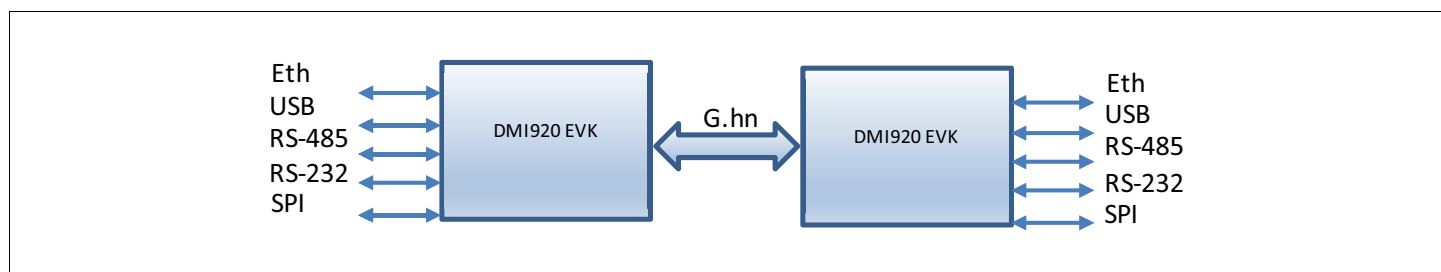 Eth
USB
RS-485
RS-232
SPI
DMI920 EVK
G.hn
DMI920 EVK
Eth
USB
RS-485
RS-232
SPI